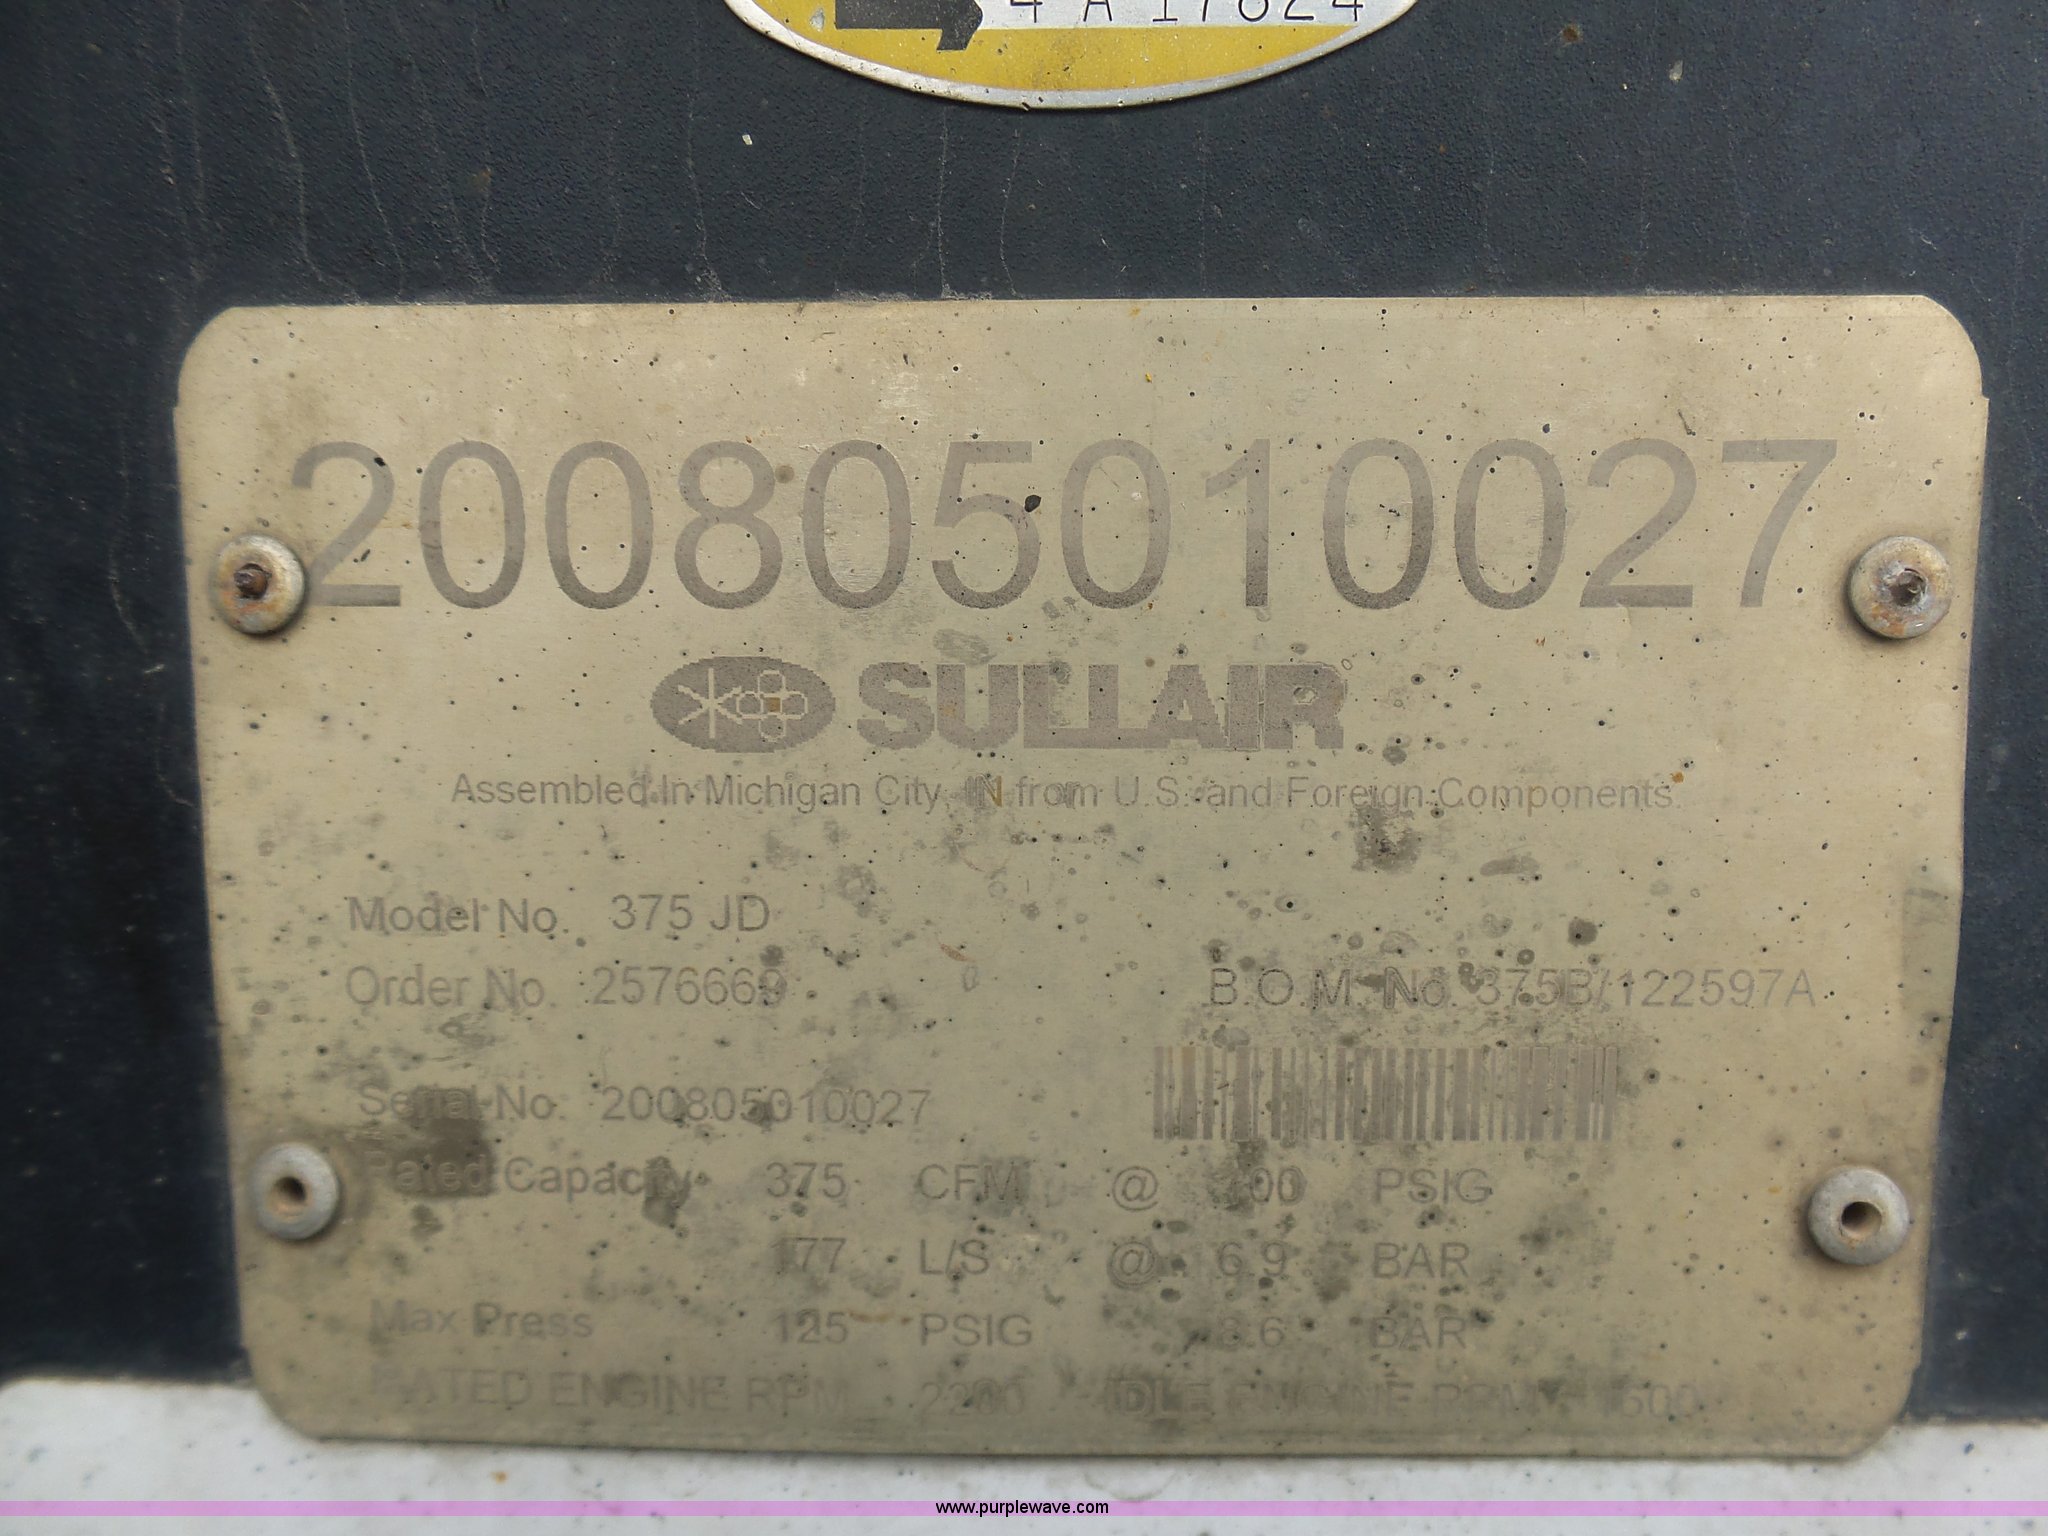 4 A 17824
200805010027
SULLAIR
Assembled In Michigan City, IN from U.S. and Foreign Components.
Model No. 375 JD
Order No. 2576669 B.O.M. No. 375B/122597A
Serial No. 200805010027
Rated Capacity 375 CFM @ 100 PSIG
177 L/S @ 6.9 BAR
Max Press 125 PSIG 8.6 BAR
RATED ENGINE RPM 2200 IDLE ENGINE RPM 1600
www.purplewave.com